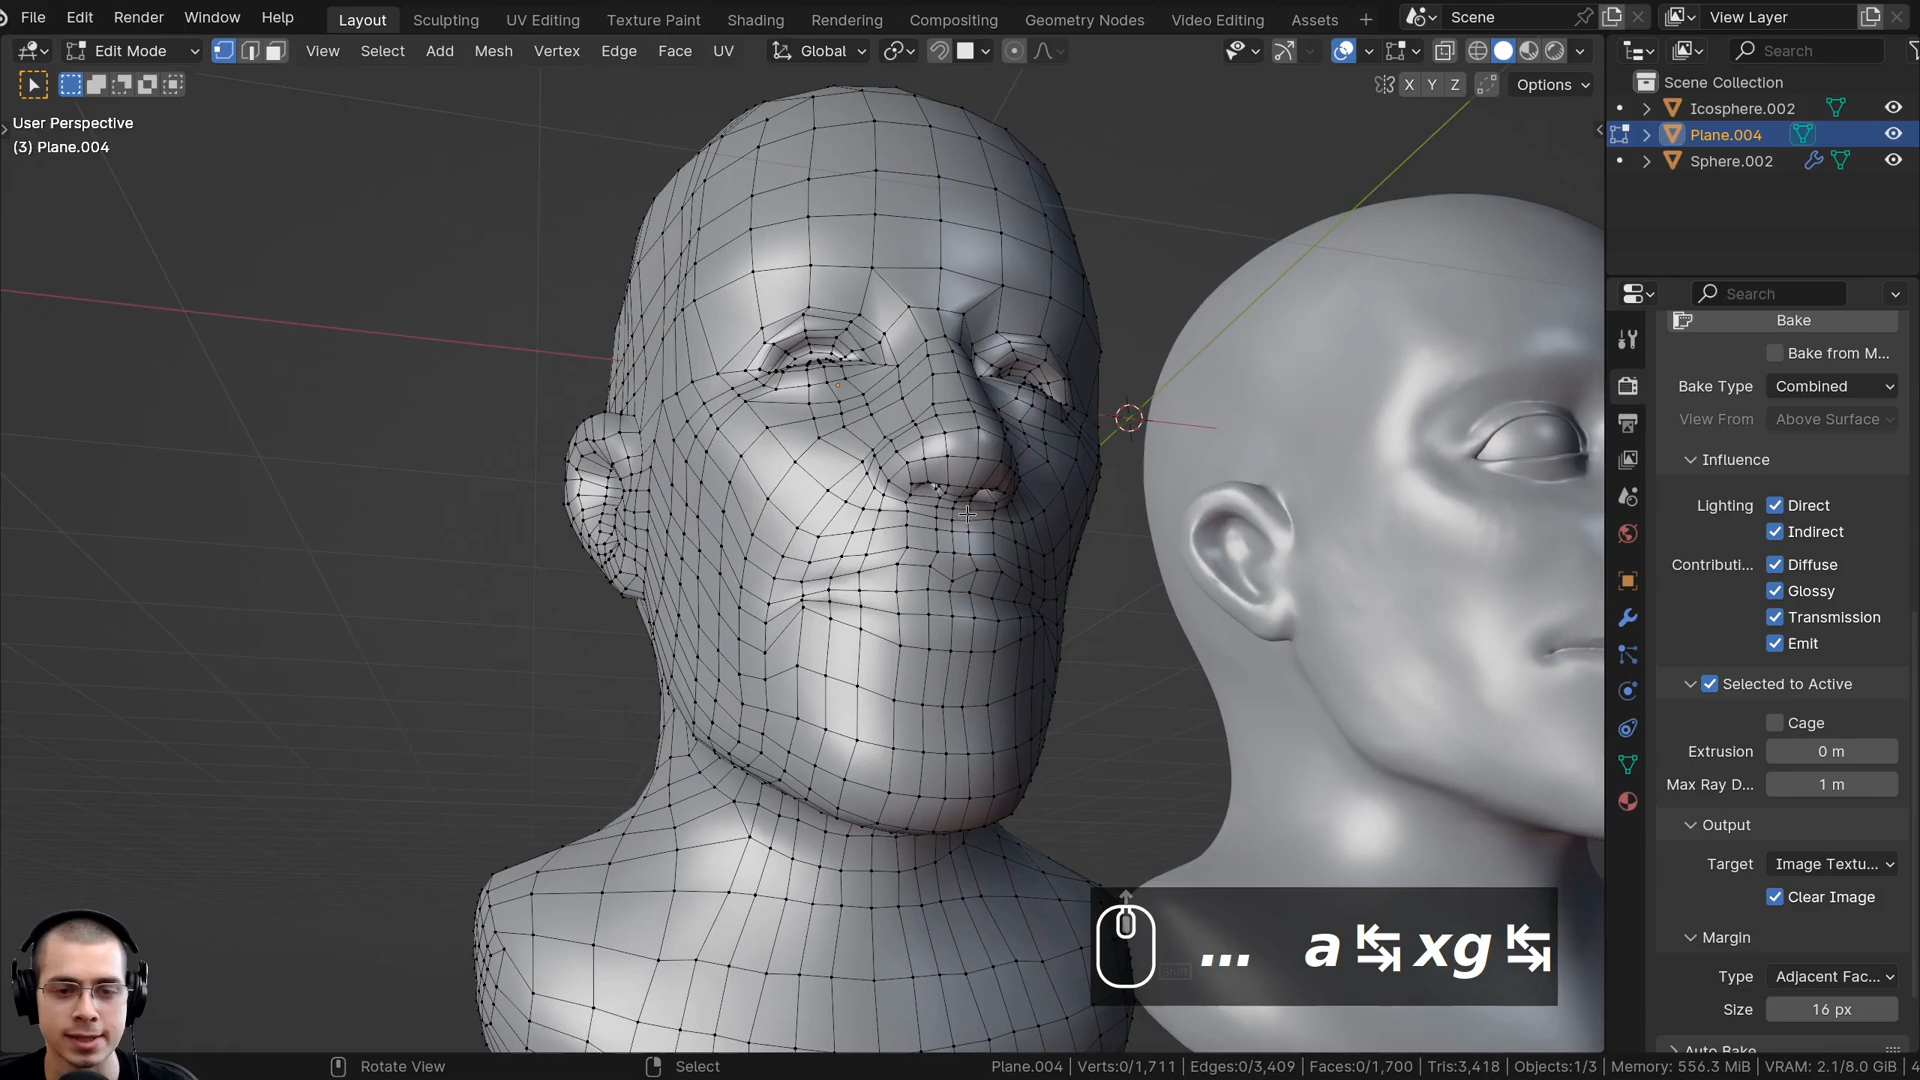 File Edit Render Window Help Layout Sculpting UV Editing Texture Paint Shading Rendering Compositing Geometry Nodes Video Editing Assets + Scene View Layer
Edit Mode View Select Add Mesh Vertex Edge Face UV Global Search
X Y Z Options
Scene Collection
User Perspective
(3) Plane.004
Icosphere.002
Plane.004
Sphere.002
Search
Bake
Bake from M...
Bake Type Combined
View From Above Surface
Influence
Lighting Direct
Indirect
Contributi... Diffuse
Glossy
Transmission
Emit
Selected to Active
Cage
Extrusion 0 m
Max Ray D... 1 m
Output
Target Image Textu...
Clear Image
Margin
Type Adjacent Fac...
Size 16 px
Auto Bake
Shift
... a ↹ xg ↹
Rotate View Select Plane.004 | Verts:0/1,711 | Edges:0/3,409 | Faces:0/1,700 | Tris:3,418 | Objects:1/3 | Memory: 556.3 MiB | VRAM: 2.1/8.0 GiB | 4